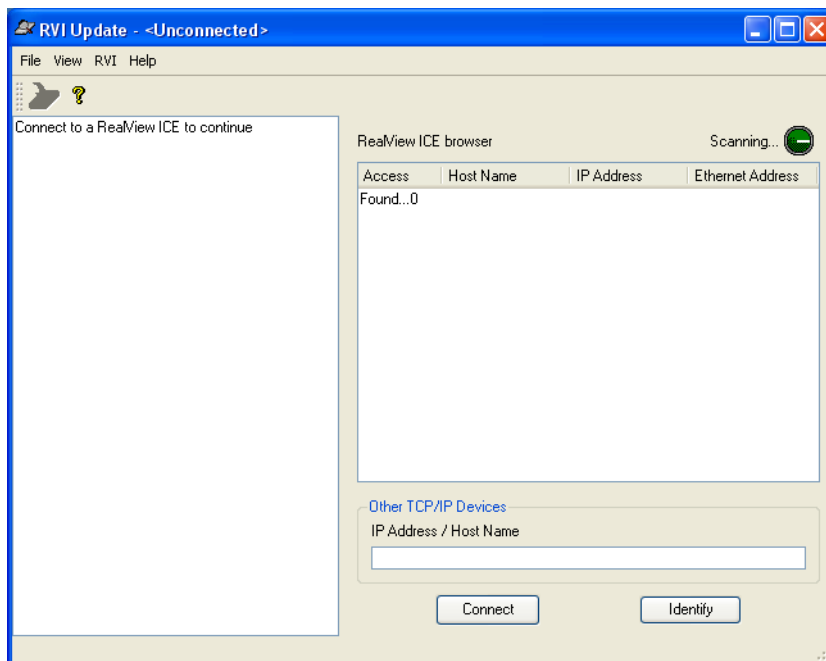 RVI Update - <Unconnected>
File View RVI Help
Connect to a RealView ICE to continue
RealView ICE browser
Scanning...
Access Host Name IP Address Ethernet Address
Found...0
Other TCP/IP Devices
IP Address / Host Name
Connect
Identify